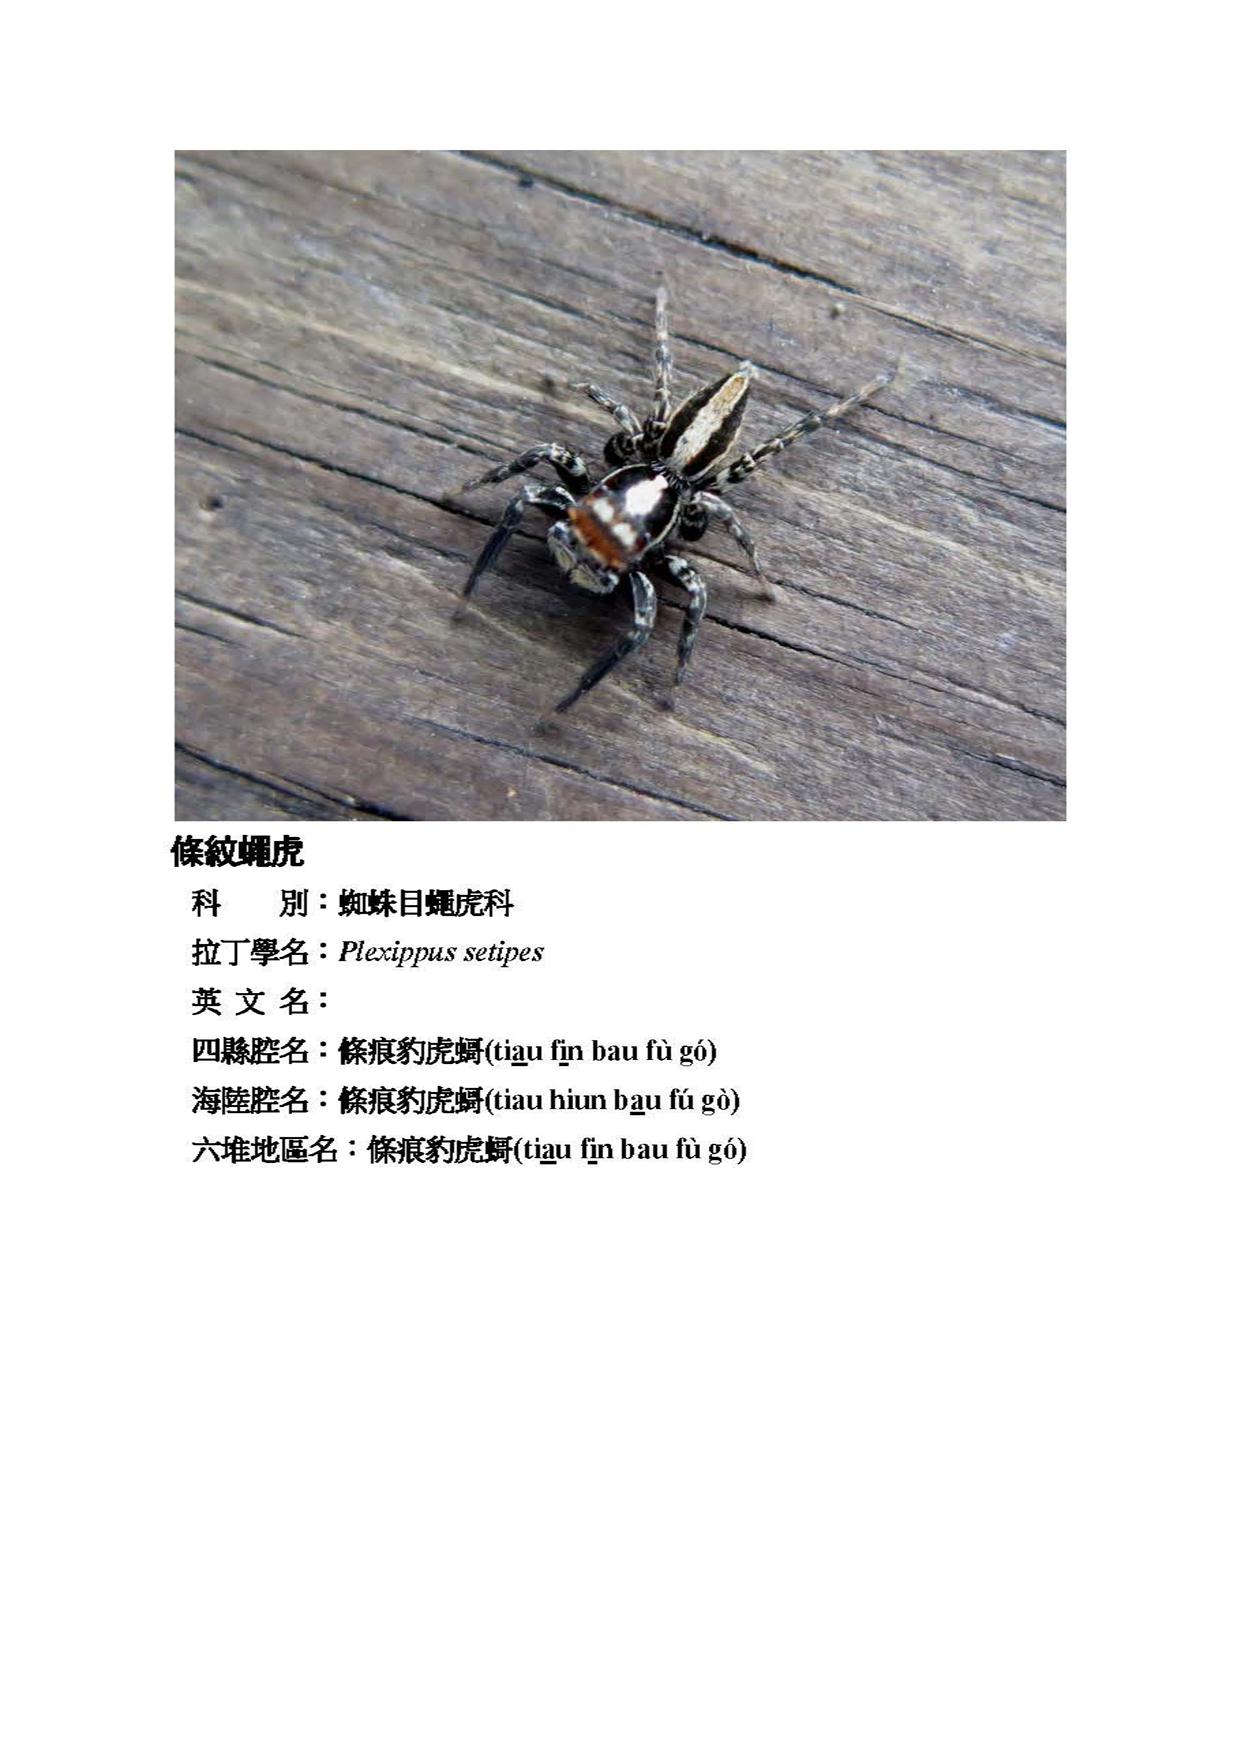 條紋蠅虎
科　　別：蜘蛛目蠅虎科
拉丁學名：Plexippus setipes
英 文 名：
四縣腔名：條痕豹虎蟧(tiau fin bau fù gó)
海陸腔名：條痕豹虎蟧(tiau hiun bau fú gò)
六堆地區名：條痕豹虎蟧(tiau fin bau fù gó)